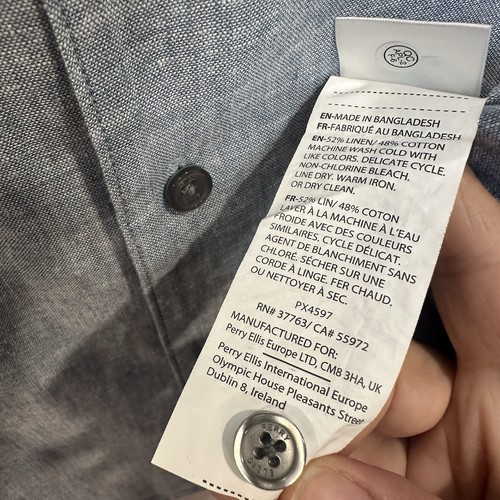 QC
EN-MADE IN BANGLADESH
FR-FABRIQUÉ AU BANGLADESH
EN-52% LINEN/ 48% COTTON
MACHINE WASH COLD WITH
LIKE COLORS. DELICATE CYCLE.
NON-CHLORINE BLEACH,
LINE DRY. WARM IRON.
OR DRY CLEAN.
FR-52% LIN/ 48% COTON
LAVER À LA MACHINE À L'EAU
FROIDE AVEC DES COULEURS
SIMILAIRES. CYCLE DÉLICAT.
AGENT DE BLANCHIMENT SANS
CHLORÉ. SÉCHER SUR UNE
CORDE À LINGE. FER CHAUD.
OU NETTOYER À SEC.
PX4597
RN# 37763/ CA# 55972
MANUFACTURED FOR:
Perry Ellis Europe LTD, CM8 3HA, UK
Perry Ellis International Europe
Olympic House Pleasants Street
Dublin 8, Ireland
PERRY